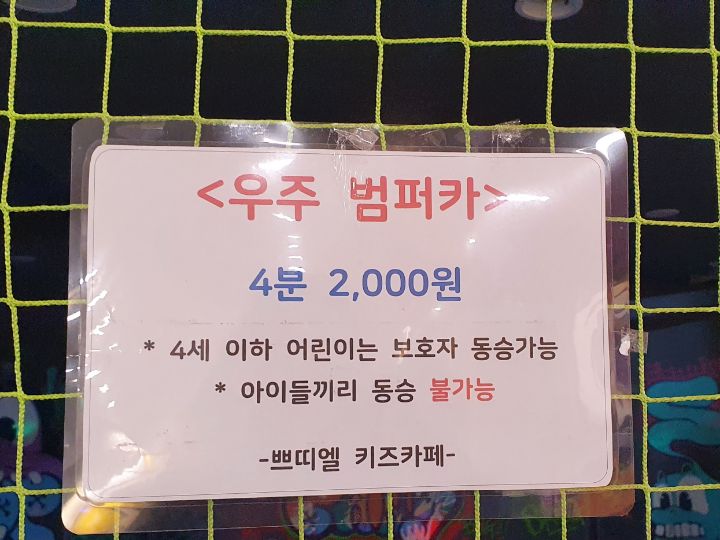 <우주 범퍼카>
4분 2,000원
* 4세 이하 어린이는 보호자 동승가능
* 아이들끼리 동승 불가능
-쁘띠엘 키즈카페-